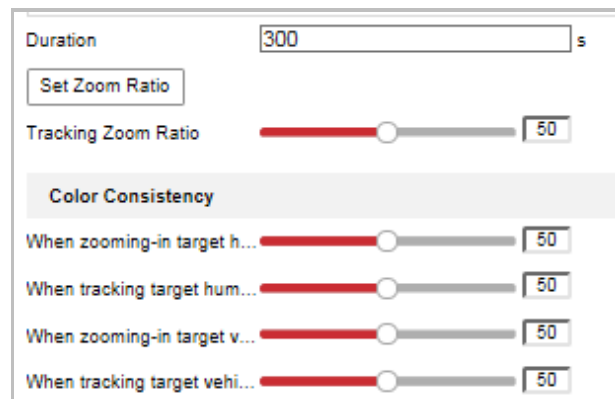 Duration 300 s
Set Zoom Ratio
Tracking Zoom Ratio 50
Color Consistency
When zooming-in target h... 50
When tracking target hum... 50
When zooming-in target v... 50
When tracking target vehi... 50